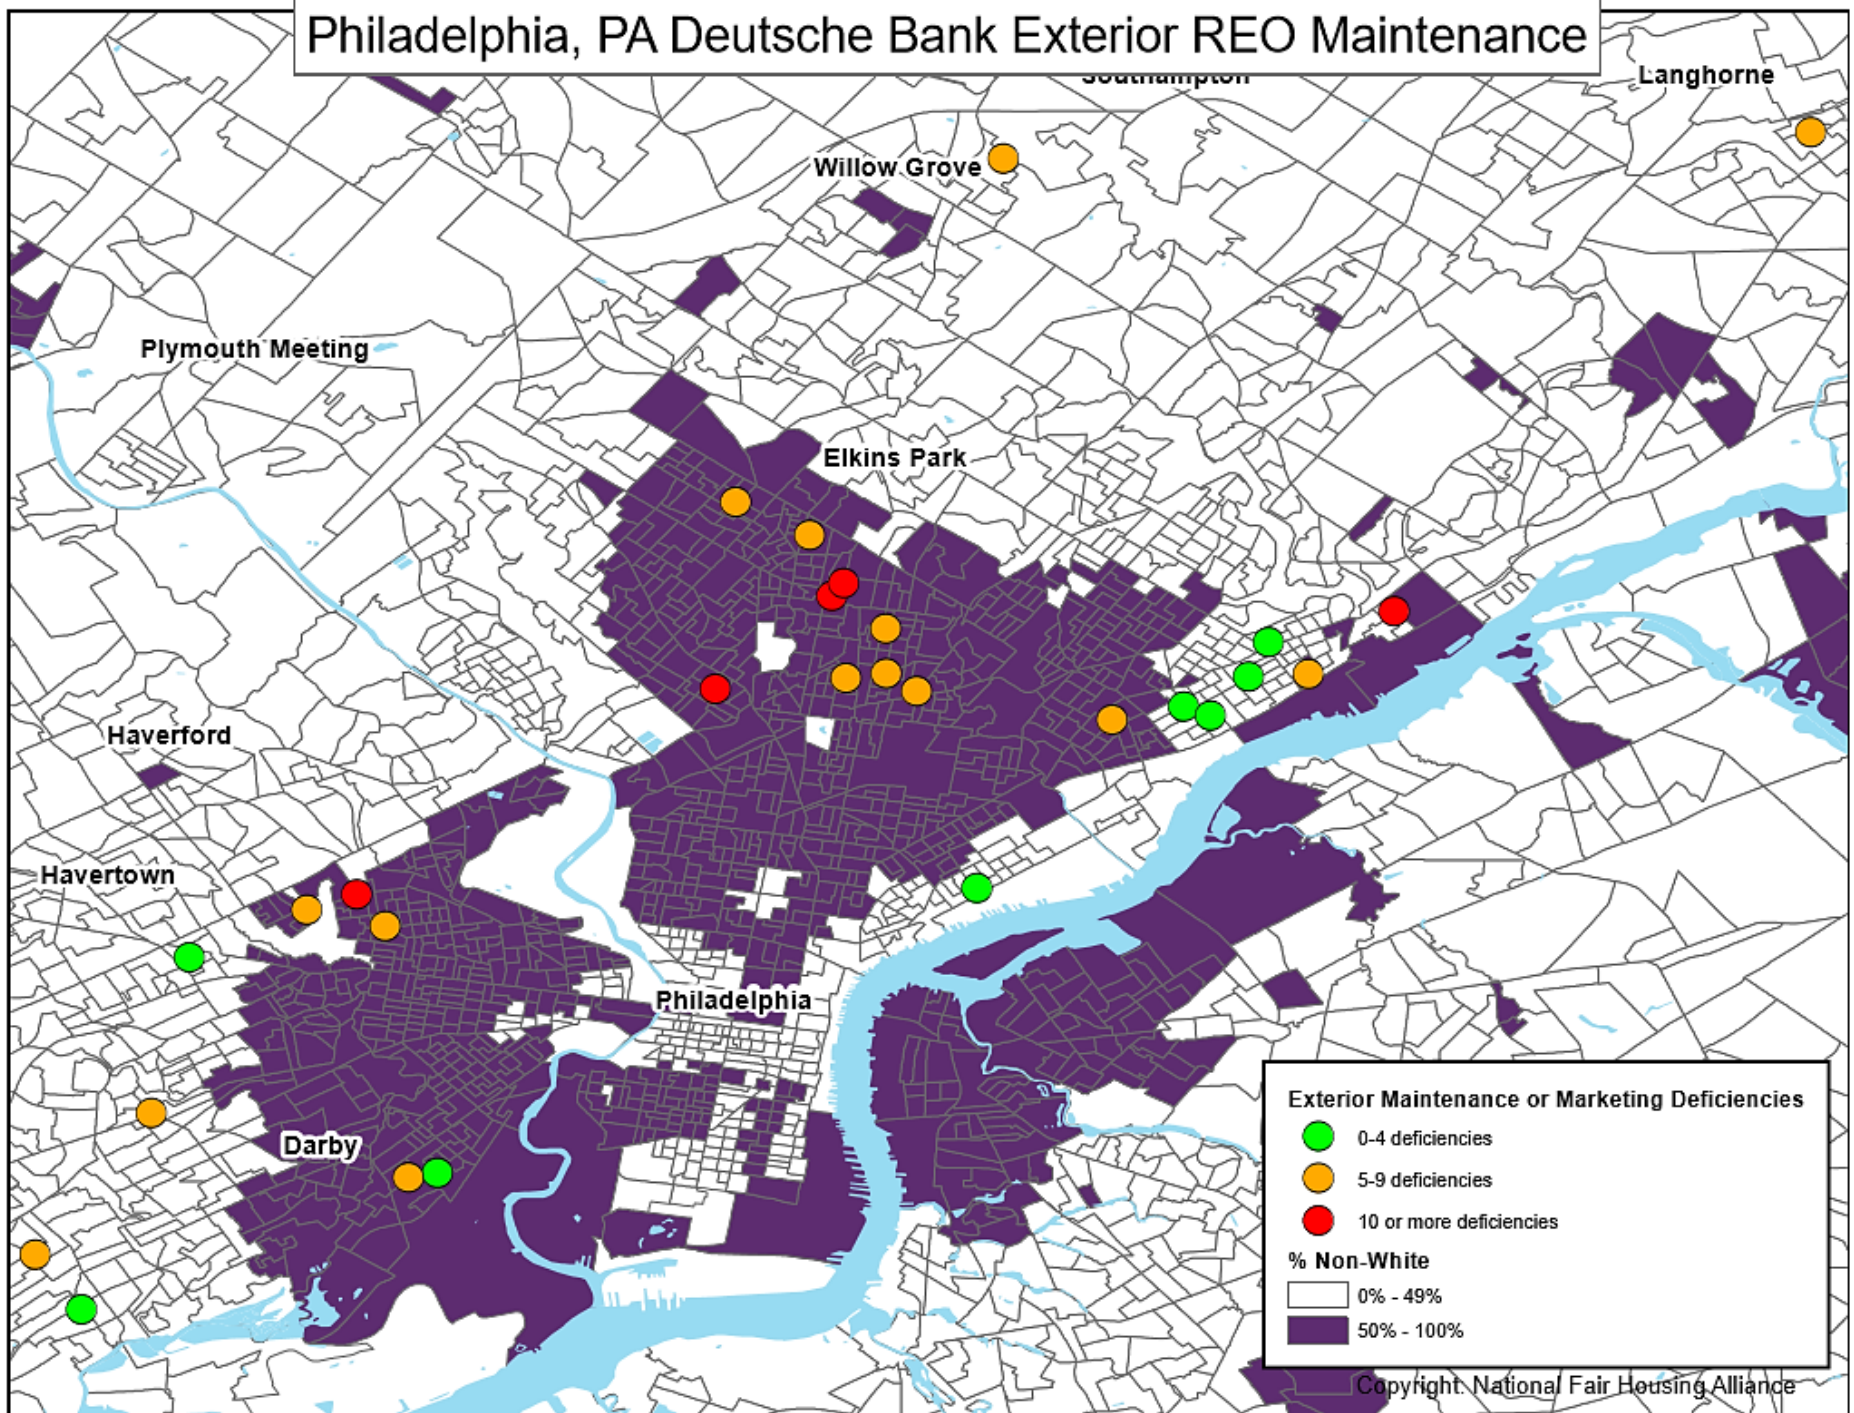 Philadelphia, PA Deutsche Bank Exterior REO Maintenance
Southampton
Langhorne
Willow Grove
Plymouth Meeting
Elkins Park
Haverford
Havertown
Philadelphia
Darby
Exterior Maintenance or Marketing Deficiencies
0-4 deficiencies
5-9 deficiencies
10 or more deficiencies
% Non-White
0% - 49%
50% - 100%
Copyright: National Fair Housing Alliance